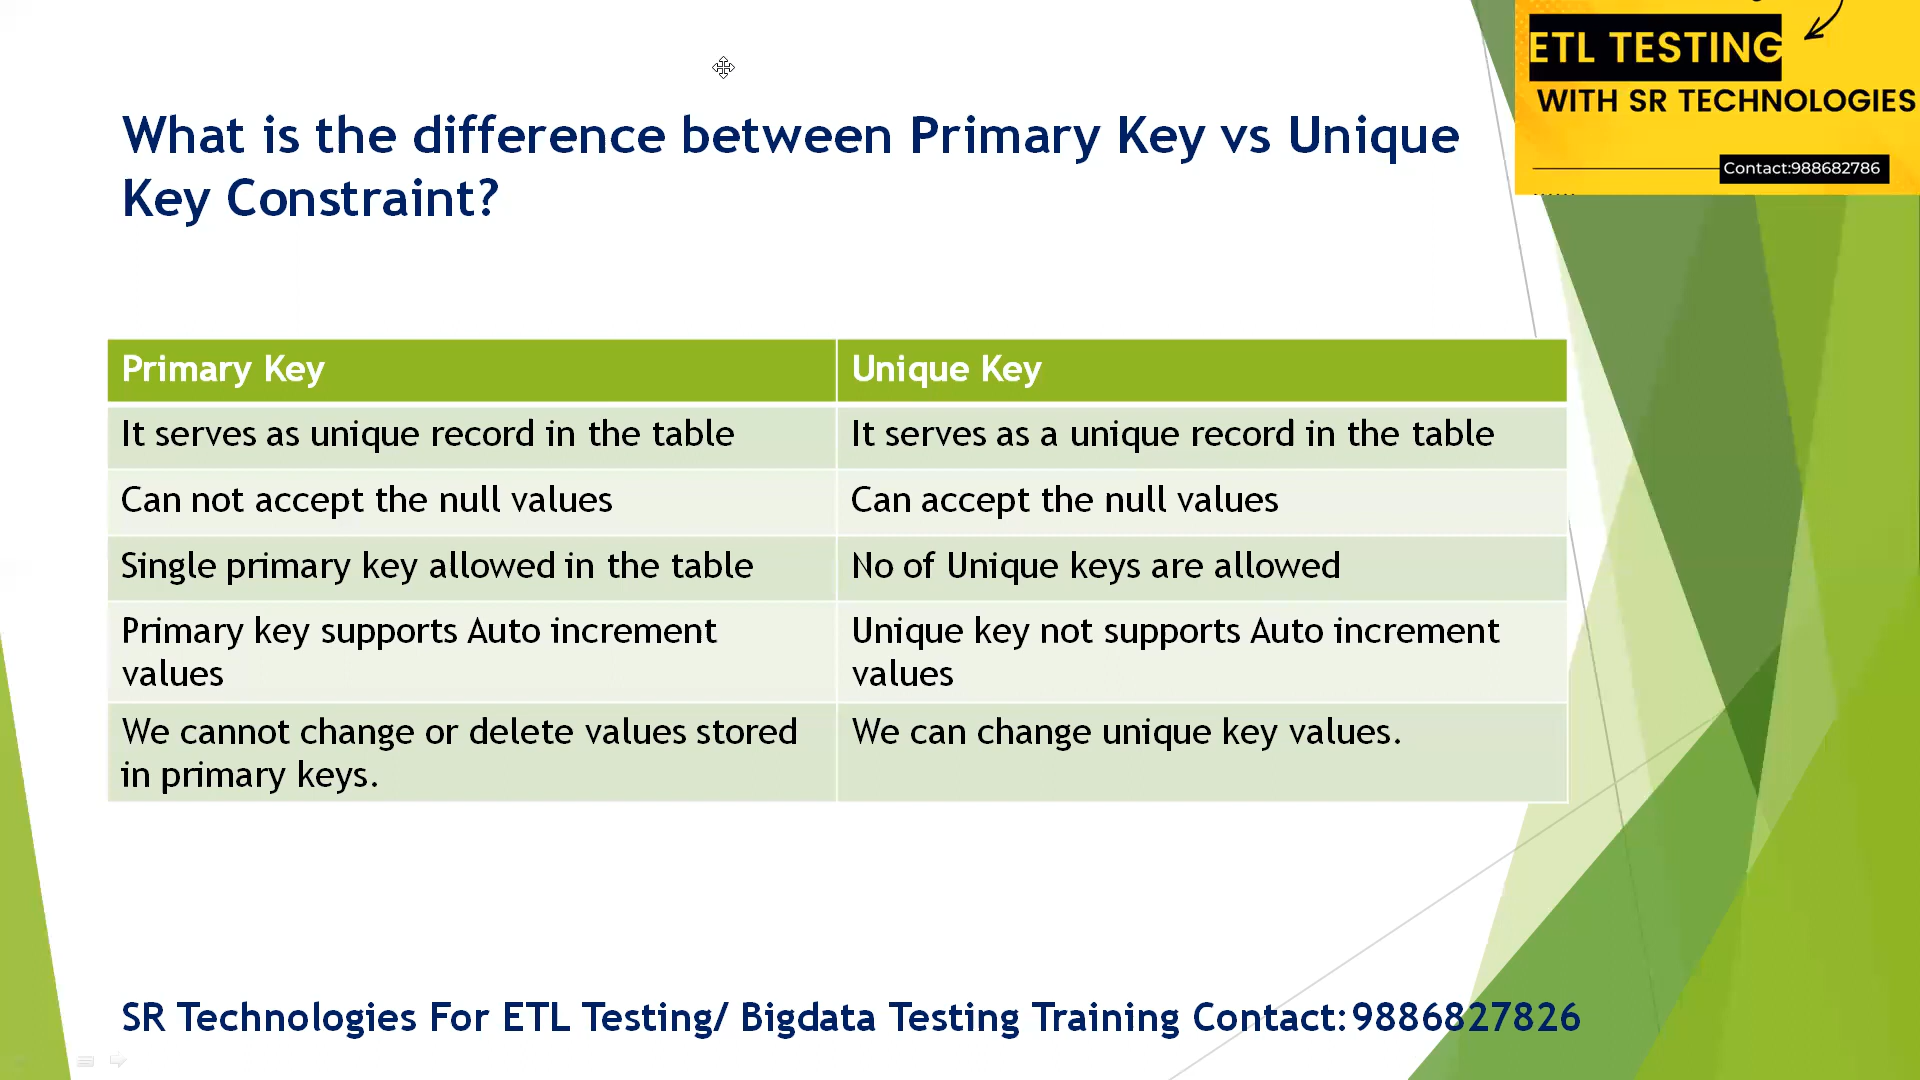 ETL TESTING
WITH SR TECHNOLOGIES
Contact:988682786
What is the difference between Primary Key vs Unique
Key Constraint?
Primary Key
Unique Key
It serves as unique record in the table
It serves as a unique record in the table
Can not accept the null values
Can accept the null values
Single primary key allowed in the table
No of Unique keys are allowed
Primary key supports Auto increment
values
Unique key not supports Auto increment
values
We cannot change or delete values stored
in primary keys.
We can change unique key values.
SR Technologies For ETL Testing/ Bigdata Testing Training Contact:9886827826